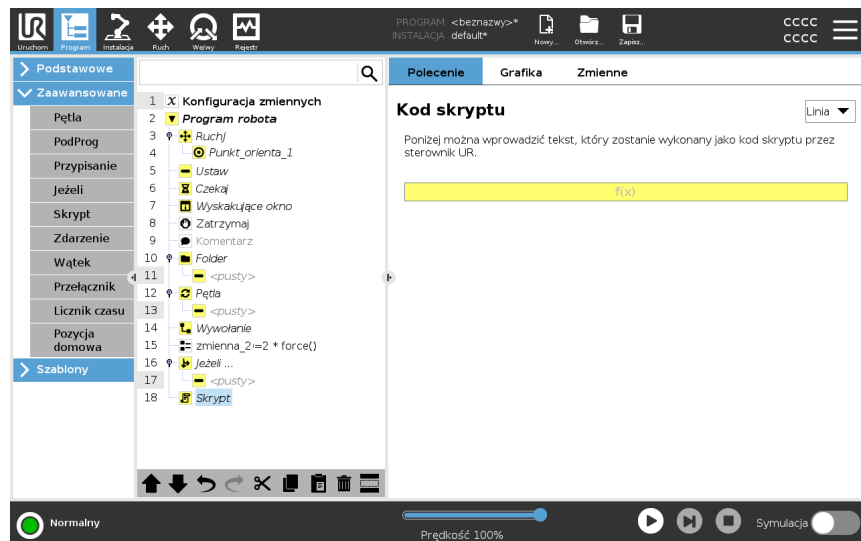 PROGRAM <beznazwy>*
INSTALACJA default*
Uruchom Program Instalacja Ruch We/wy Rejestr Nowy... Otwórz... Zapisz...
CCCC
CCCC
Podstawowe
Zaawansowane
Pętla
PodProg
Przypisanie
Jeżeli
Skrypt
Zdarzenie
Wątek
Przełącznik
Licznik czasu
Pozycja
domowa
Szablony
1 X Konfiguracja zmiennych
2 Program robota
3 RuchJ
4 Punkt_orienta_1
5 Ustaw
6 Czekaj
7 Wyskakujące okno
8 Zatrzymaj
9 Komentarz
10 Folder
11 <pusty>
12 Pętla
13 <pusty>
14 Wywołanie
15 zmienna_2≔2 * force()
16 Jeżeli ...
17 <pusty>
18 Skrypt
Polecenie Grafika Zmienne
Kod skryptu
Linia
Poniżej można wprowadzić tekst, który zostanie wykonany jako kod skryptu przez
sterownik UR.
f(x)
Normalny
Prędkość 100%
Symulacja